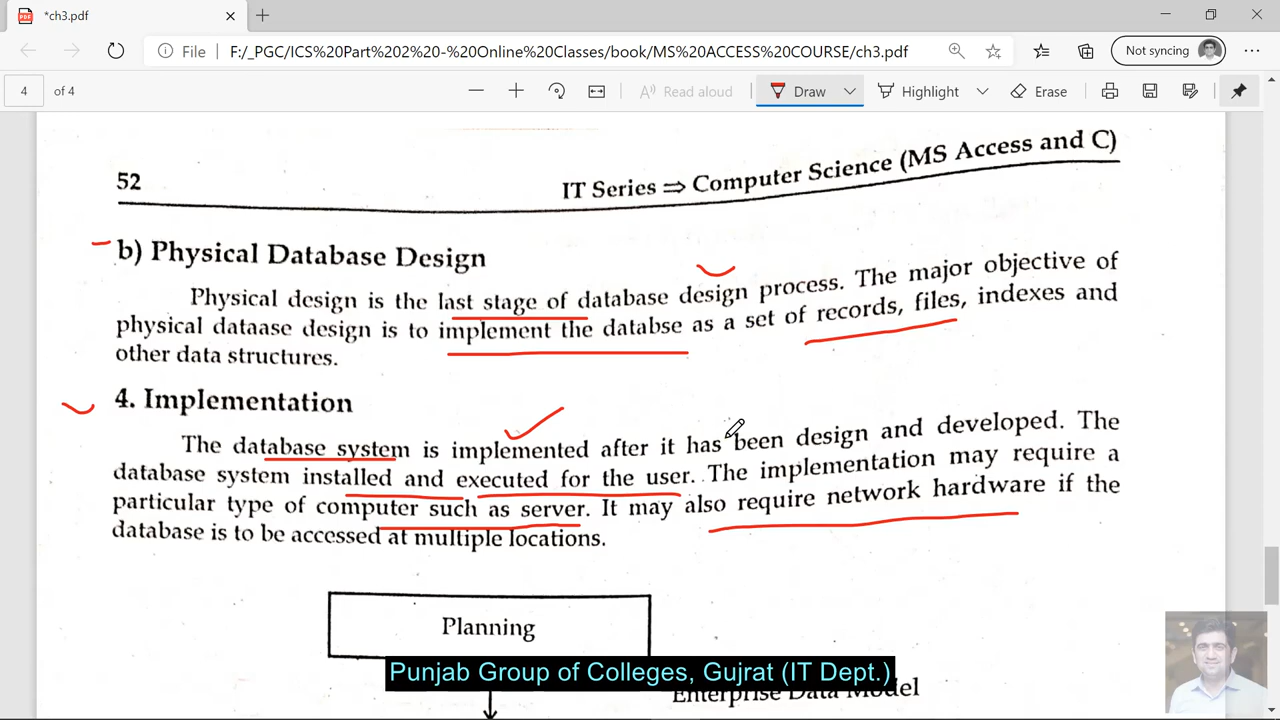 *ch3.pdf
File F:/_PGC/ICS%20Part%202%20-%20Online%20Classes/book/MS%20ACCESS%20COURSE/ch3.pdf
Not syncing
4 of 4
Read aloud
Draw
Highlight
Erase
52
IT Series ⇒ Computer Science (MS Access and C)
b) Physical Database Design
Physical design is the last stage of database design process. The major objective of
physical dataase design is to implement the databse as a set of records, files, indexes and
other data structures.
4. Implementation
The database system is implemented after it has been design and developed. The
database system installed and executed for the user. The implementation may require a
particular type of computer such as server. It may also require network hardware if the
database is to be accessed at multiple locations.
Planning
Punjab Group of Colleges, Gujrat (IT Dept.)
Enterprise Data Model